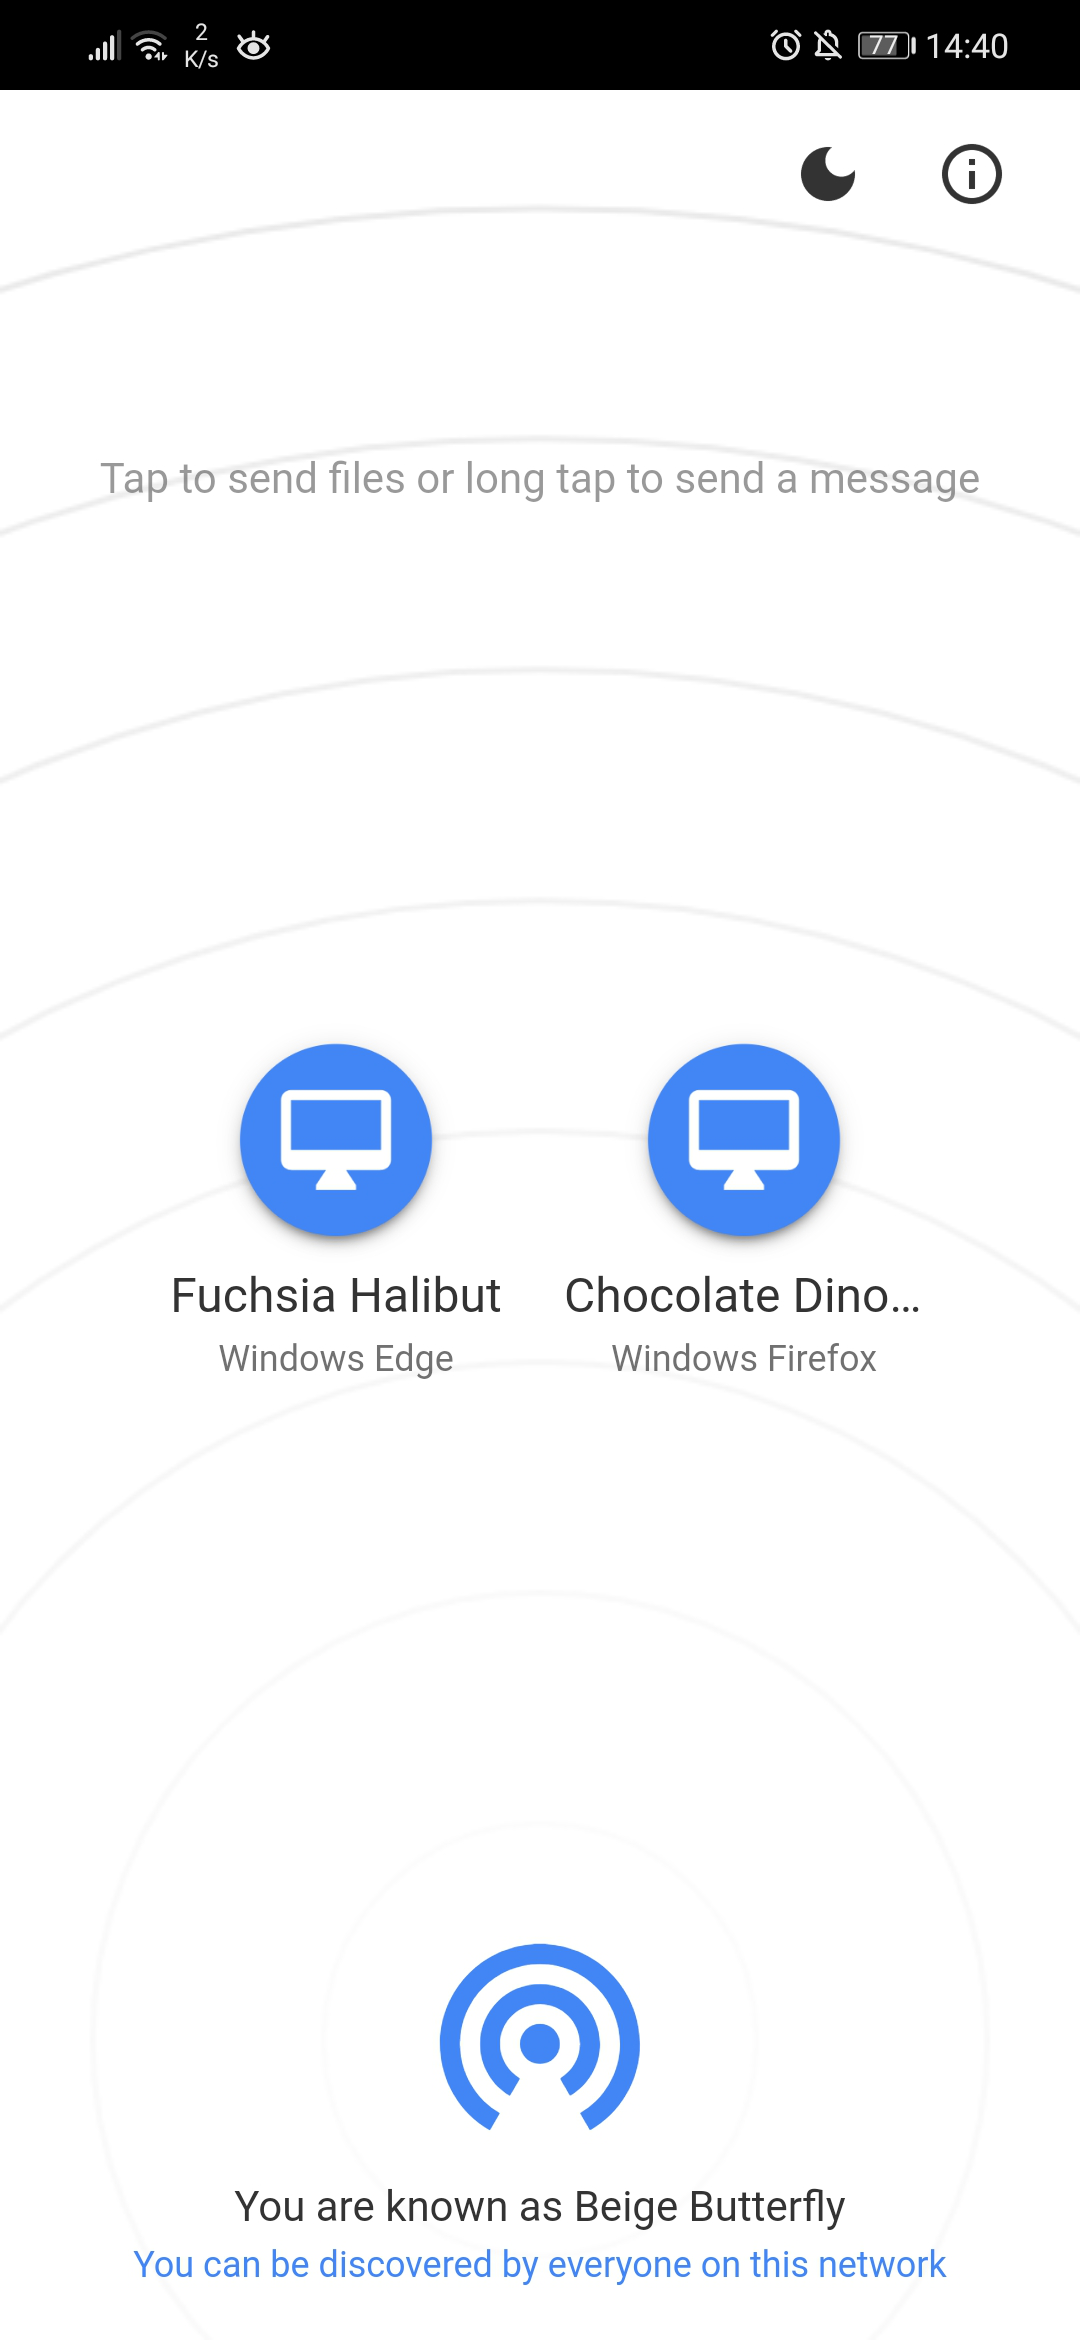 2
K/s
77
14:40
Tap to send files or long tap to send a message
Fuchsia Halibut
Chocolate Dino...
Windows Edge
Windows Firefox
You are known as Beige Butterfly
You can be discovered by everyone on this network